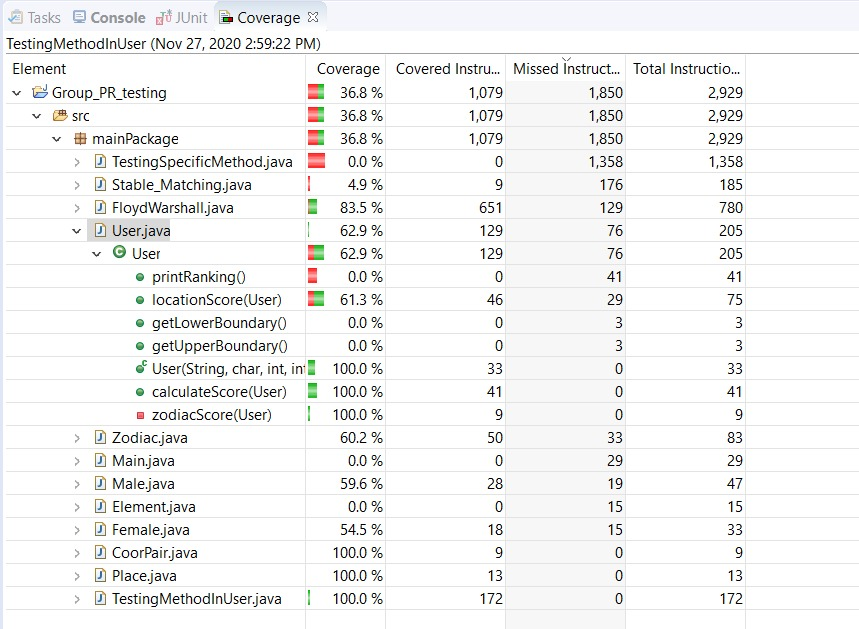 Tasks Console JUnit Coverage
TestingMethodInUser (Nov 27, 2020 2:59:22 PM)
Element Coverage Covered Instru... Missed Instruct... Total Instructio...
Group_PR_testing 36.8 % 1,079 1,850 2,929
src 36.8 % 1,079 1,850 2,929
mainPackage 36.8 % 1,079 1,850 2,929
TestingSpecificMethod.java 0.0 % 0 1,358 1,358
Stable_Matching.java 4.9 % 9 176 185
FloydWarshall.java 83.5 % 651 129 780
User.java 62.9 % 129 76 205
User 62.9 % 129 76 205
printRanking() 0.0 % 0 41 41
locationScore(User) 61.3 % 46 29 75
getLowerBoundary() 0.0 % 0 3 3
getUpperBoundary() 0.0 % 0 3 3
User(String, char, int, int 100.0 % 33 0 33
calculateScore(User) 100.0 % 41 0 41
zodiacScore(User) 100.0 % 9 0 9
Zodiac.java 60.2 % 50 33 83
Main.java 0.0 % 0 29 29
Male.java 59.6 % 28 19 47
Element.java 0.0 % 0 15 15
Female.java 54.5 % 18 15 33
CoorPair.java 100.0 % 9 0 9
Place.java 100.0 % 13 0 13
TestingMethodInUser.java 100.0 % 172 0 172